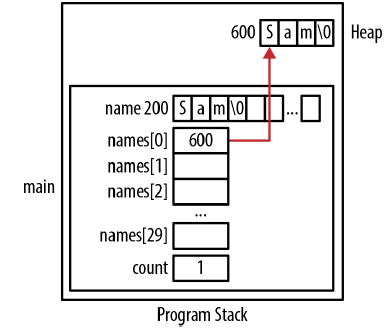 600 S a m \0 Heap
name 200 S a m \0 ...
names[0] 600
names[1]
names[2]
main
...
names[29]
count 1
Program Stack